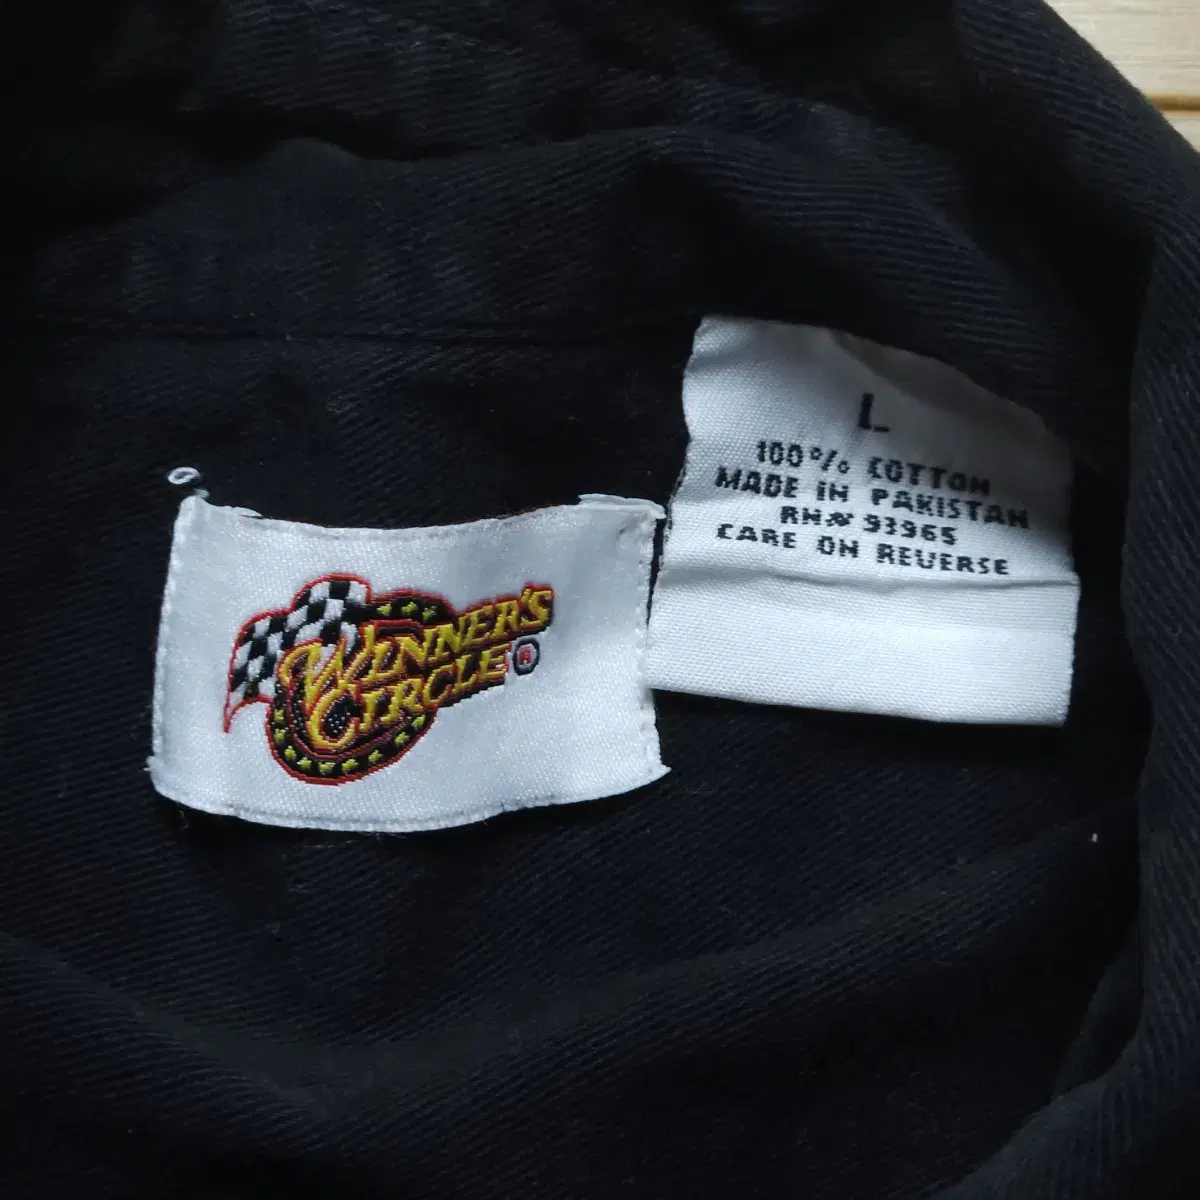 WINNER'S
CIRCLE®
L
100% COTTON
MADE IN PAKISTAN
RN# 93965
CARE ON REVERSE